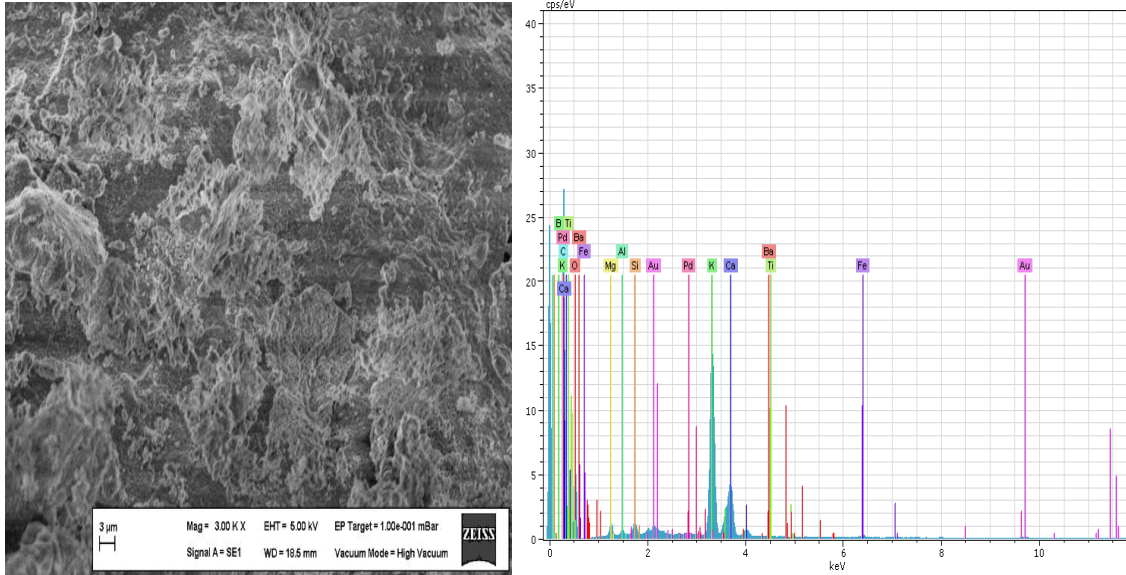 3 µm
Mag = 3.00 K X EHT = 5.00 kV EP Target = 1.00e-001 mBar
Signal A = SE1 WD = 18.5 mm Vacuum Mode = High Vacuum
ZEISS
cps/eV
40
35
30
25
Ti
Pd Ba
C Fe Al Ba
K O Mg Si Au Pd K Ca Ti Fe Au
Ca
20
15
10
5
0
0 2 4 6 8 10
keV